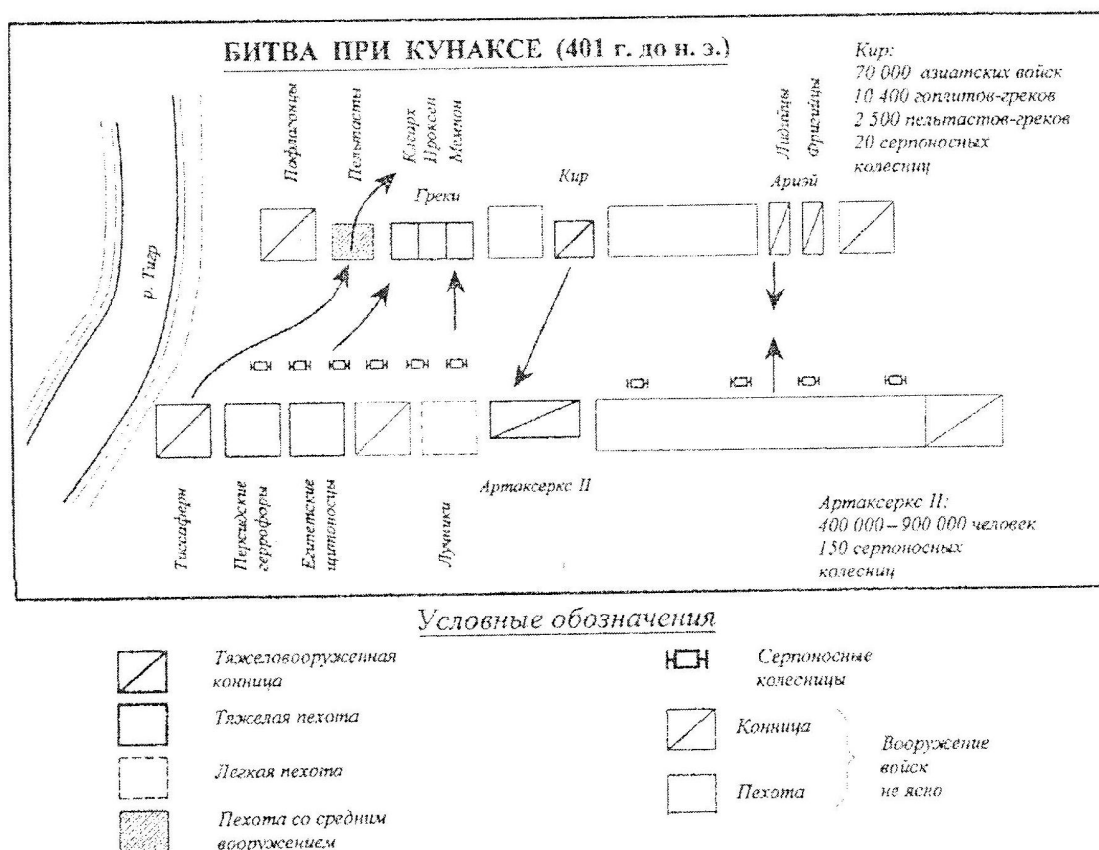 БИТВА ПРИ КУНАКСЕ (401 г. до н. э.)
Кир:
70 000 азиатских войск
10 400 гоплитов-греков
2 500 пельтастов-греков
20 серпоносных
колесниц
Пафлагонцы
Пельтасты
Клеарх
Проксен
Мемнон
Греки
Кир
Лидийцы
Фригийцы
Ариэй
р. Тигр
Тиссаферн
Персидские
геррофоры
Египетские
щитоносцы
Лучники
Артаксеркс II
Артаксеркс II:
400 000 – 900 000 человек
150 серпоносных
колесниц
Условные обозначения
Тяжеловооруженная
конница
Тяжелая пехота
Легкая пехота
Пехота со средним
вооружением
Серпоносные
колесницы
Конница
Пехота
Вооружение
войск
не ясно